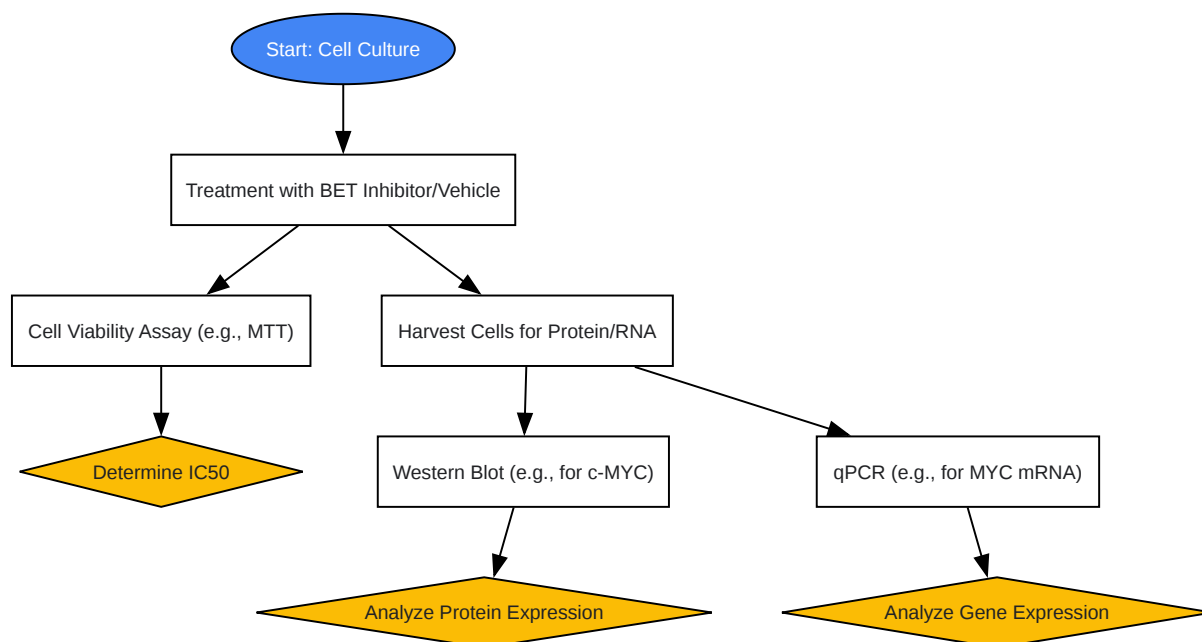 Start: Cell Culture
Treatment with BET Inhibitor/Vehicle
Cell Viability Assay (e.g., MTT)
Harvest Cells for Protein/RNA
Determine IC50
Western Blot (e.g., for c-MYC)
qPCR (e.g., for MYC mRNA)
Analyze Protein Expression
Analyze Gene Expression